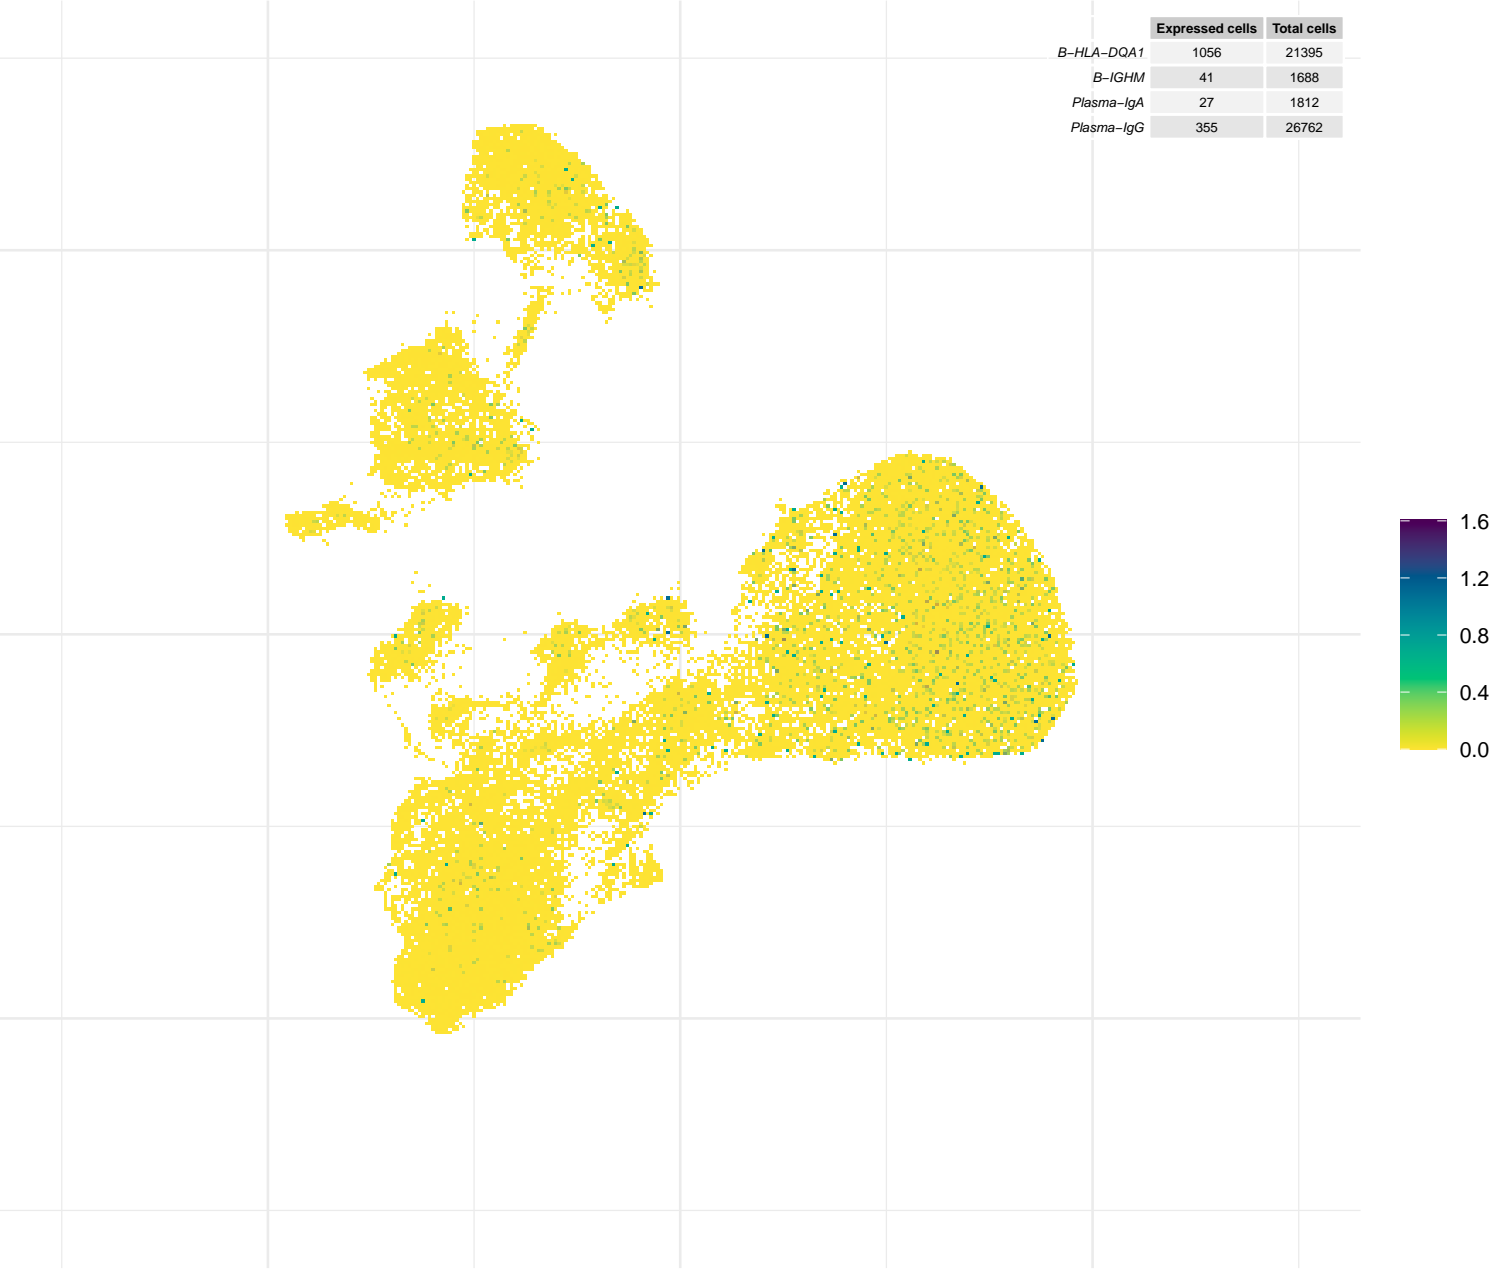 Expressed cells Total cells
B−HLA−DQA1 1056 21395
B−IGHM 41 1688
Plasma−IgA 27 1812
Plasma−IgG 355 26762
1.6
1.2
0.8
0.4
0.0